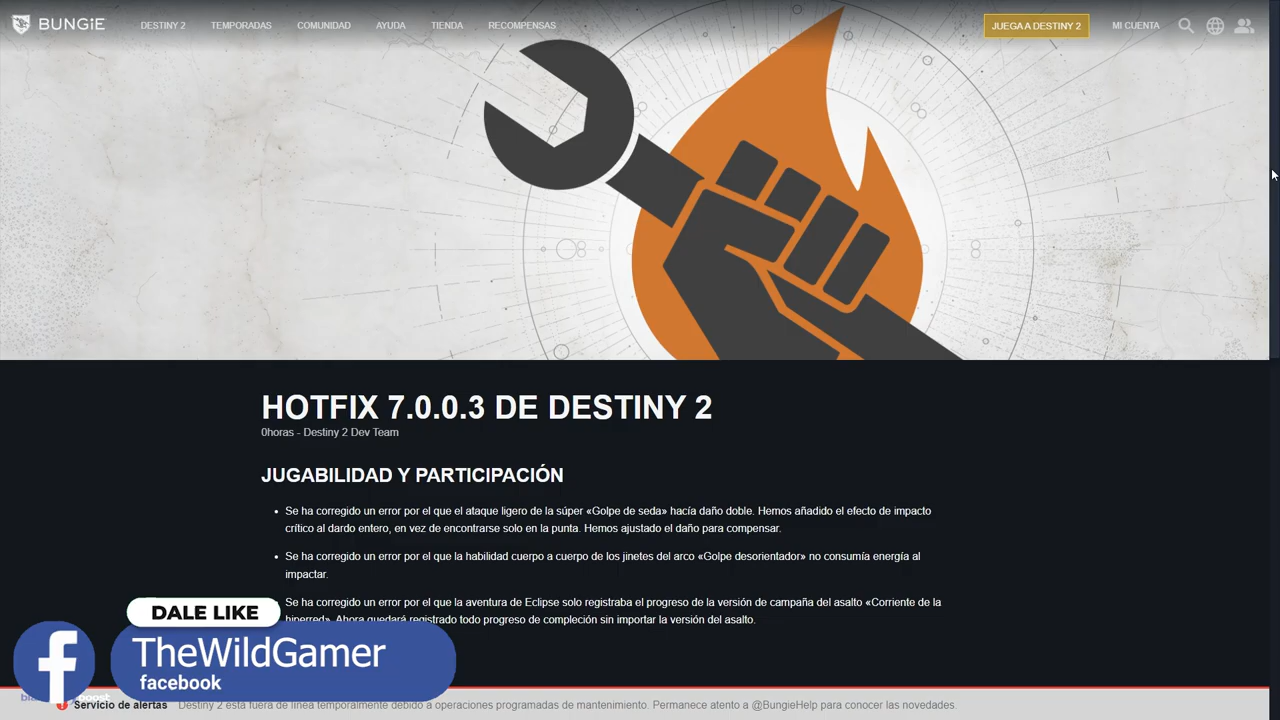 BUNGiE
DESTINY 2
TEMPORADAS
COMUNIDAD
AYUDA
TIENDA
RECOMPENSAS
JUEGA A DESTINY 2
MI CUENTA
HOTFIX 7.0.0.3 DE DESTINY 2
0horas - Destiny 2 Dev Team
JUGABILIDAD Y PARTICIPACIÓN
• Se ha corregido un error por el que el ataque ligero de la súper «Golpe de seda» hacía daño doble. Hemos añadido el efecto de impacto
crítico al dardo entero, en vez de encontrarse solo en la punta. Hemos ajustado el daño para compensar.
• Se ha corregido un error por el que la habilidad cuerpo a cuerpo de los jinetes del arco «Golpe desorientador» no consumía energía al
impactar.
Se ha corregido un error por el que la aventura de Eclipse solo registraba el progreso de la versión de campaña del asalto «Corriente de la
hiperred». Ahora quedará registrado todo progreso de compleción sin importar la versión del asalto.
DALE LIKE
TheWildGamer
facebook
Servicio de alertas
Destiny 2 está fuera de línea temporalmente debido a operaciones programadas de mantenimiento. Permanece atento a @BungieHelp para conocer las novedades.